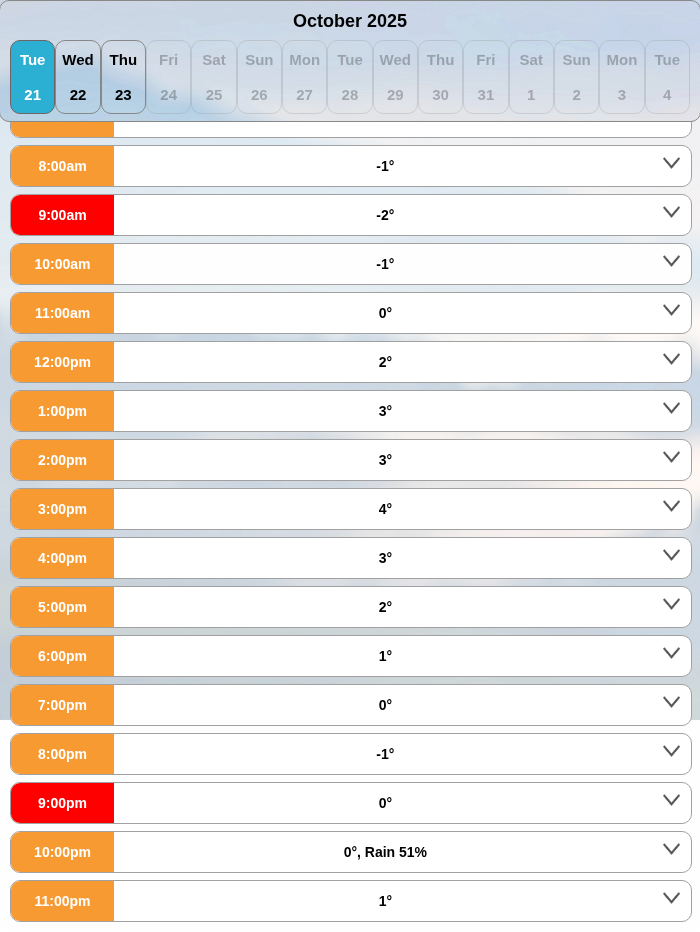 October 2025
Tue Wed Thu Fri Sat Sun Mon Tue Wed Thu Fri Sat Sun Mon Tue
21 22 23 24 25 26 27 28 29 30 31 1 2 3 4
8:00am -1°
9:00am -2°
10:00am -1°
11:00am 0°
12:00pm 2°
1:00pm 3°
2:00pm 3°
3:00pm 4°
4:00pm 3°
5:00pm 2°
6:00pm 1°
7:00pm 0°
8:00pm -1°
9:00pm 0°
10:00pm 0°, Rain 51%
11:00pm 1°